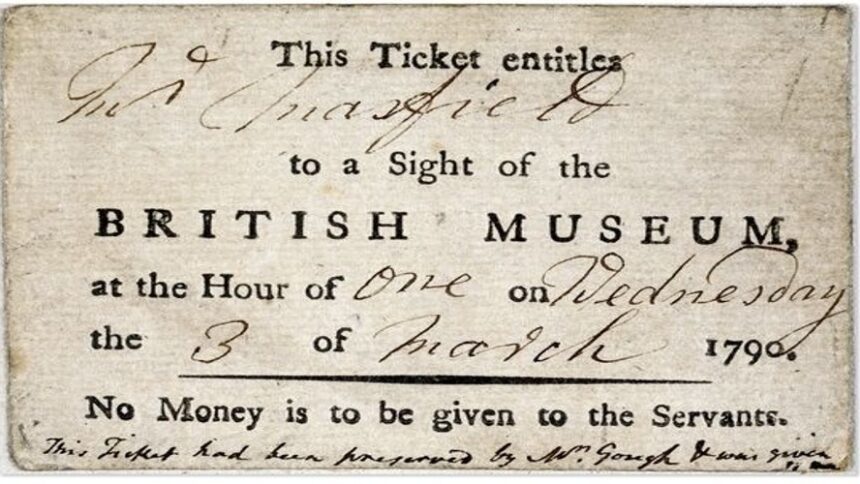 This Ticket entitles
Mr Maxfield
to a Sight of the
BRITISH MUSEUM,
at the Hour of One on Wednesday
the 3 of March 1790.
No Money is to be given to the Servants.
This Ticket had been preserved by Mr. Gough & was given